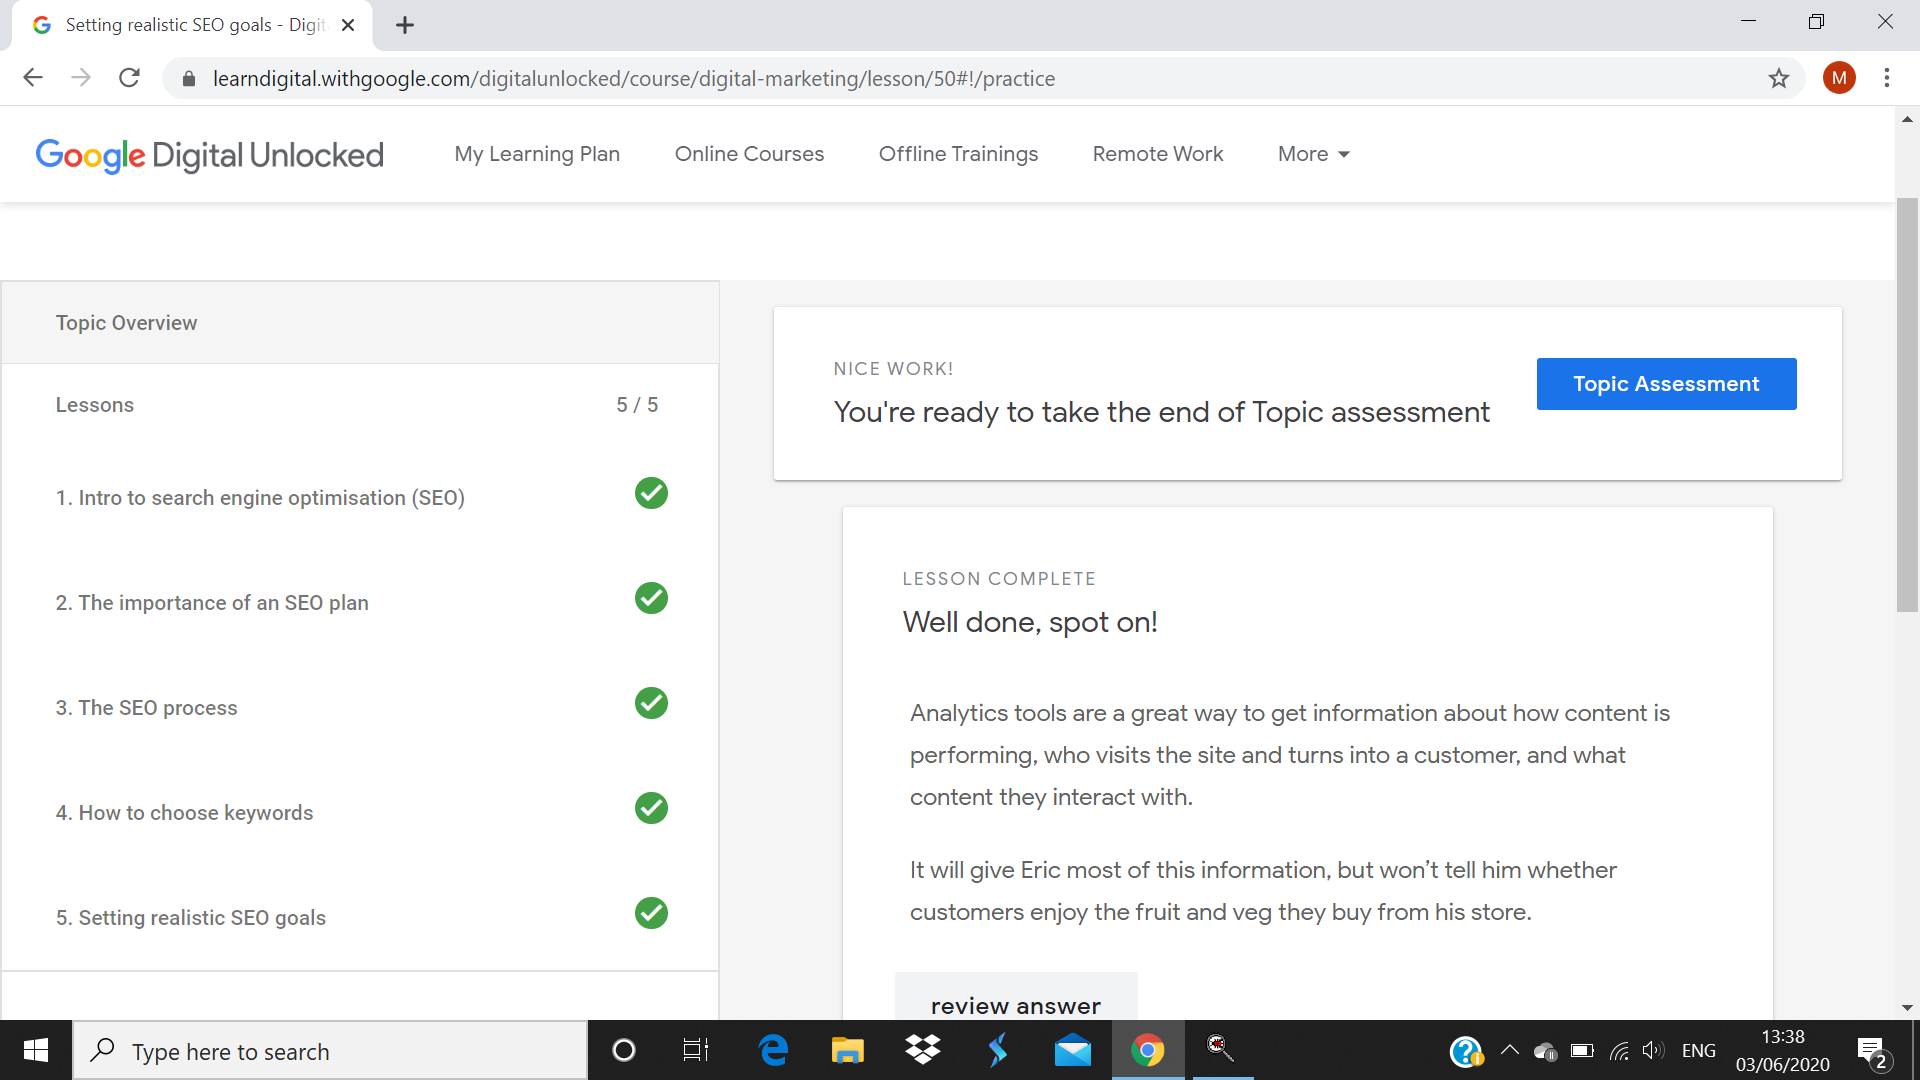 Setting realistic SEO goals - Digit
learndigital.withgoogle.com/digitalunlocked/course/digital-marketing/lesson/50#!/practice
M
Google Digital Unlocked
My Learning Plan
Online Courses
Offline Trainings
Remote Work
More
Topic Overview
Lessons
5 / 5
1. Intro to search engine optimisation (SEO)
2. The importance of an SEO plan
3. The SEO process
4. How to choose keywords
5. Setting realistic SEO goals
NICE WORK!
You're ready to take the end of Topic assessment
Topic Assessment
LESSON COMPLETE
Well done, spot on!
Analytics tools are a great way to get information about how content is
performing, who visits the site and turns into a customer, and what
content they interact with.
It will give Eric most of this information, but won’t tell him whether
customers enjoy the fruit and veg they buy from his store.
review answer
Type here to search
ENG
13:38
03/06/2020
2